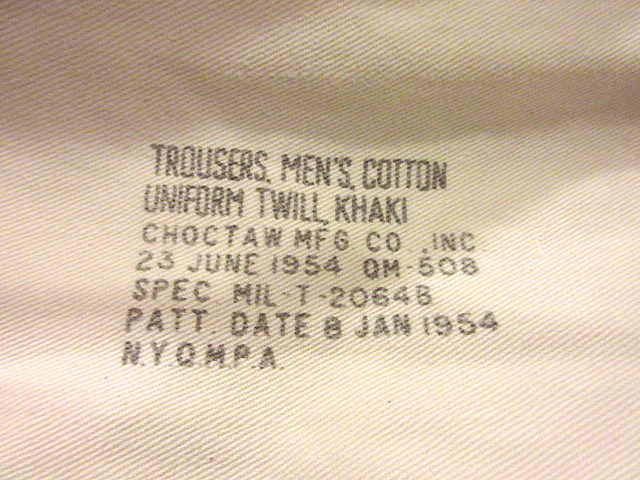 TROUSERS, MEN'S, COTTON
UNIFORM TWILL, KHAKI
CHOCTAW MFG CO., INC
23 JUNE 1954 QM-508
SPEC MIL-T-2064B
PATT. DATE 8 JAN 1954
N.Y.Q.M.P.A.